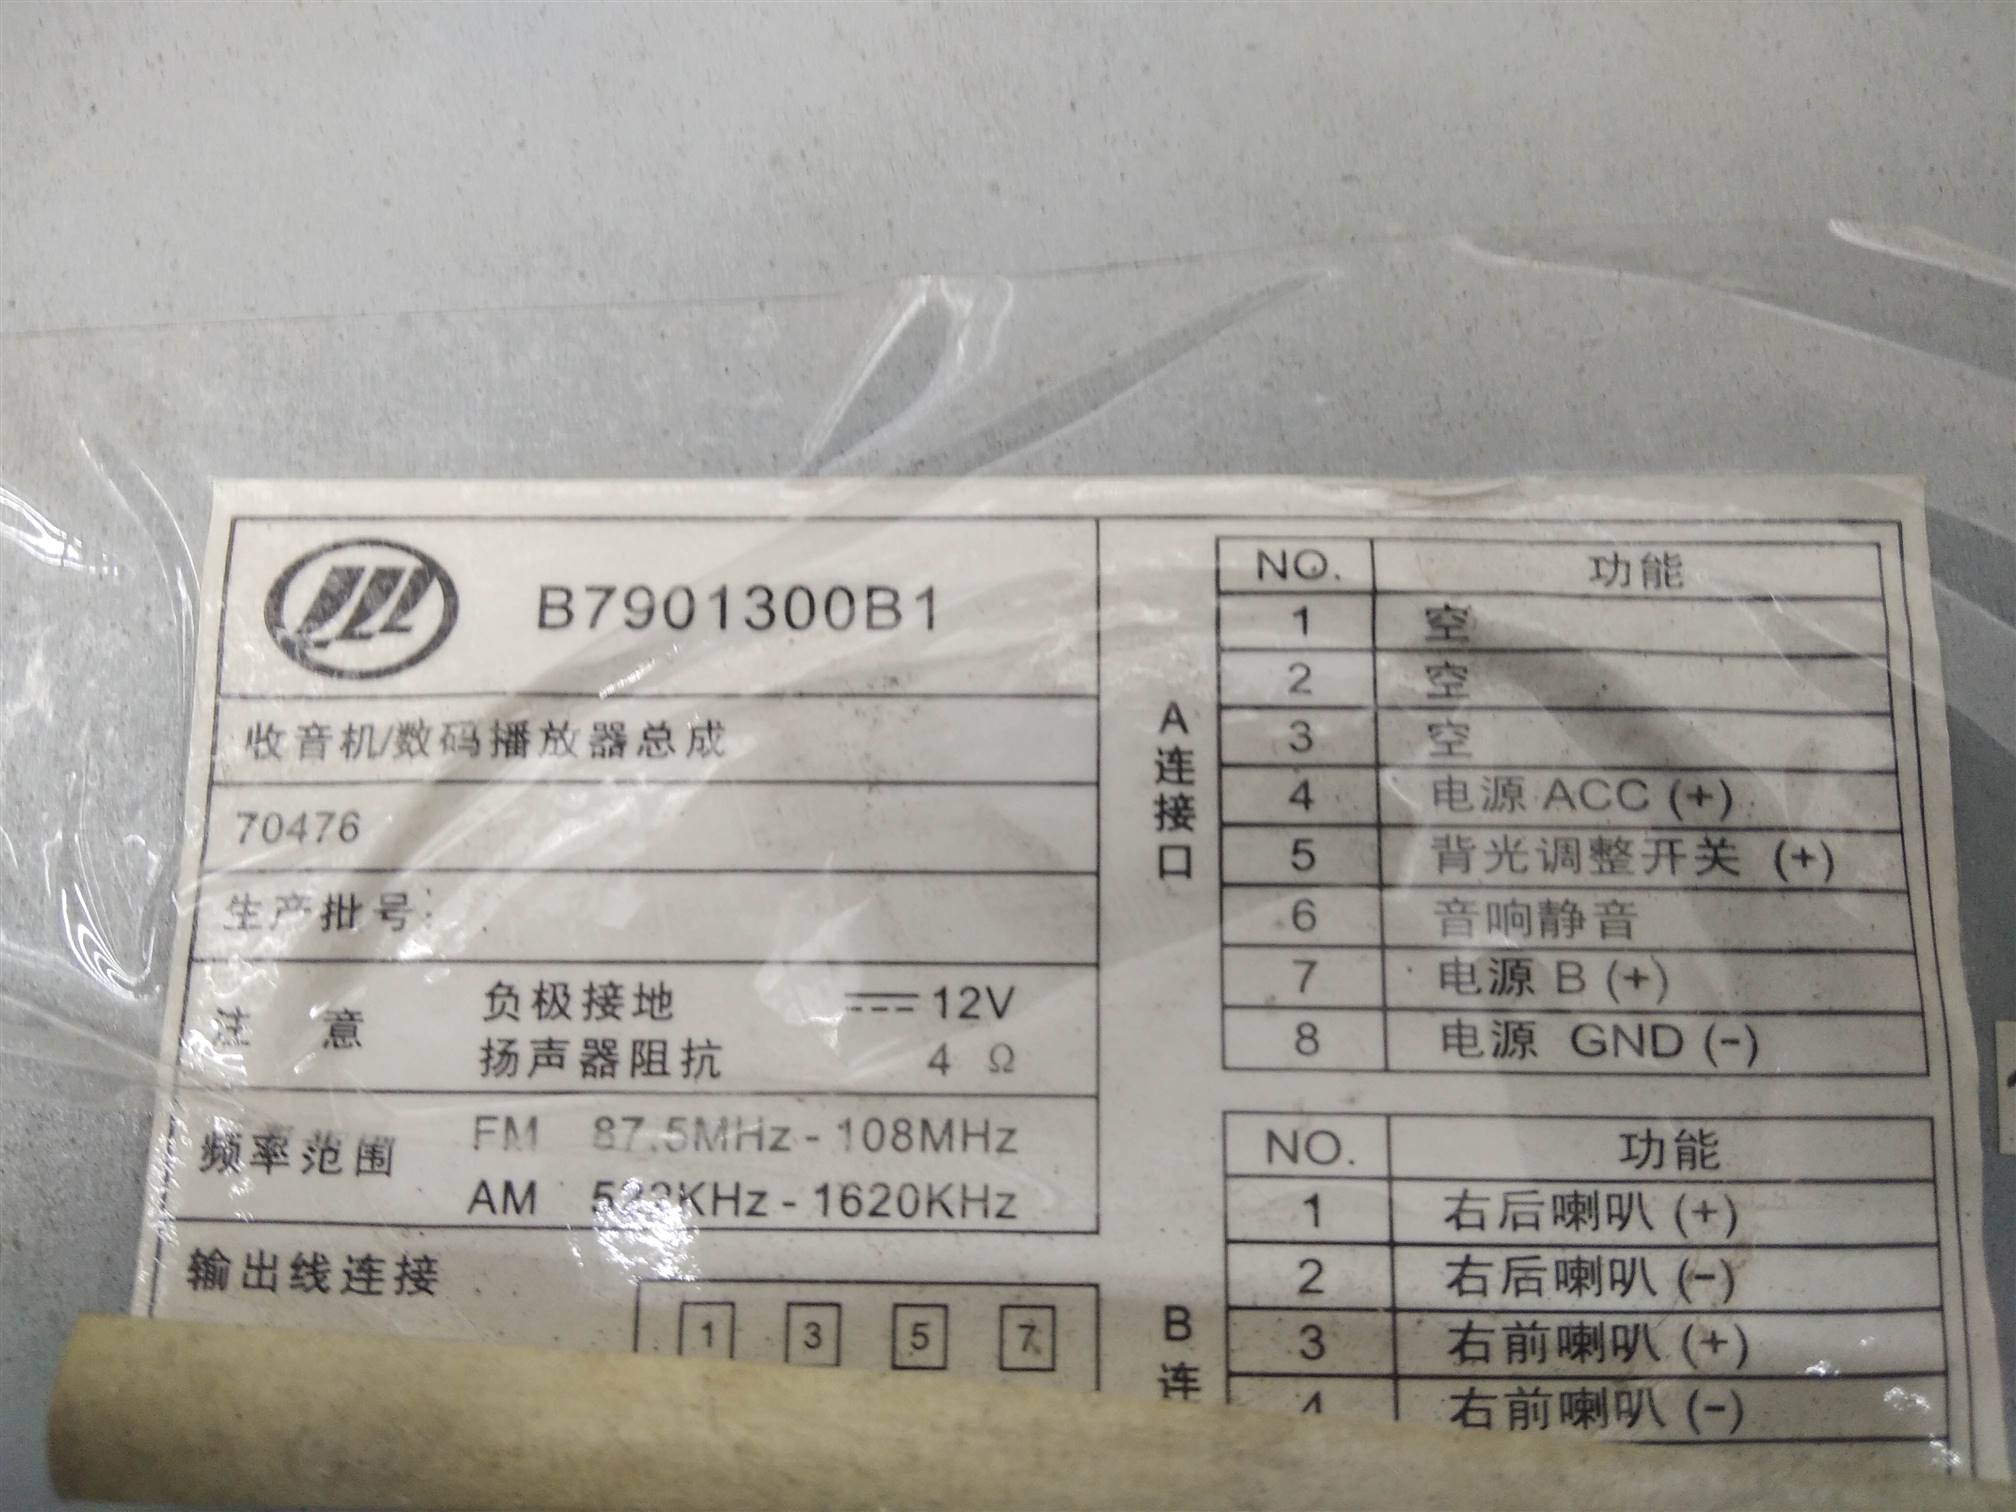 B7901300B1
收音机/数码播放器总成
70476
生产批号:
注 意
负极接地 12V
扬声器阻抗 4 Ω
频率范围
FM 87.5MHz - 108MHz
AM - 1620KHz
输出线连接
1 3 5 7
A连接口
NO. 功能
1 空
2 空
3 空
4 电源 ACC (+)
5 背光调整开关 (+)
6 音响静音
7 电源 B (+)
8 电源 GND (-)
B连
NO. 功能
1 右后喇叭 (+)
2 右后喇叭 (-)
3 右前喇叭 (+)
4 右前喇叭 (-)